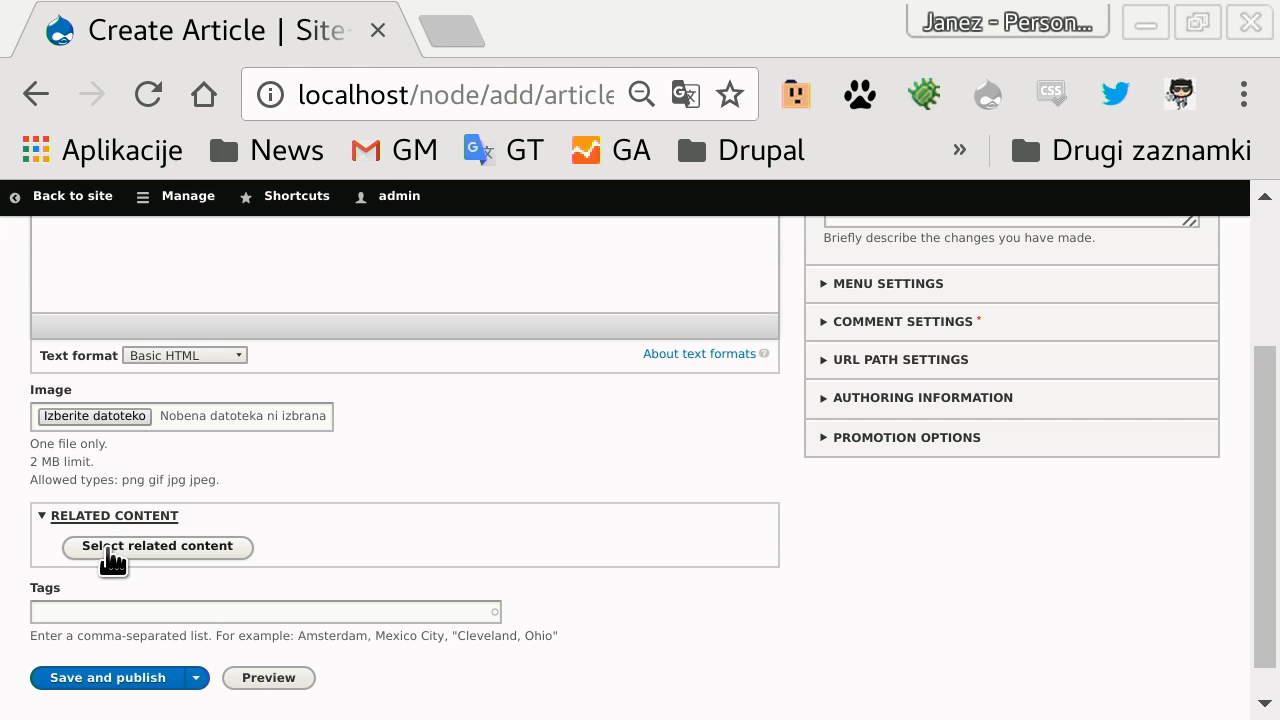 Create Article | Site-
Janez - Person...
localhost/node/add/article
CSS
Aplikacije
News
GM
GT
GA
Drupal
»
Drugi zaznamki
Back to site
Manage
Shortcuts
admin
Briefly describe the changes you have made.
MENU SETTINGS
COMMENT SETTINGS *
URL PATH SETTINGS
AUTHORING INFORMATION
PROMOTION OPTIONS
Text format Basic HTML
About text formats ?
Image
Izberite datoteko Nobena datoteka ni izbrana
One file only.
2 MB limit.
Allowed types: png gif jpg jpeg.
RELATED CONTENT
Select related content
Tags
Enter a comma-separated list. For example: Amsterdam, Mexico City, "Cleveland, Ohio"
Save and publish
Preview